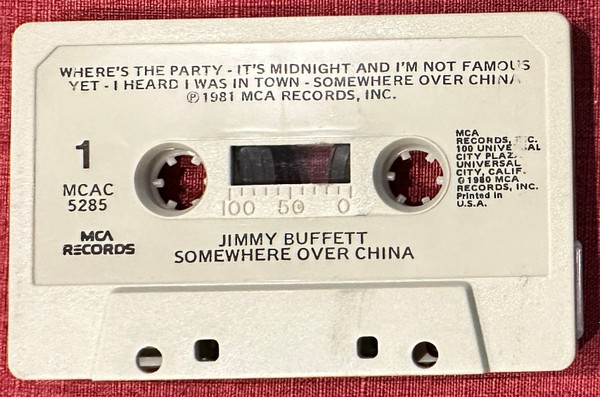 WHERE'S THE PARTY - IT'S MIDNIGHT AND I'M NOT FAMOUS
YET - I HEARD I WAS IN TOWN - SOMEWHERE OVER CHINA
℗ 1981 MCA RECORDS, INC.
1
MCAC
5285
MCA
RECORDS
100 50 0
MCA
RECORDS, INC.
100 UNIVERSAL
CITY PLAZA
UNIVERSAL
CITY, CALIF.
©1980 MCA
RECORDS, INC.
Printed in
U.S.A.
JIMMY BUFFETT
SOMEWHERE OVER CHINA